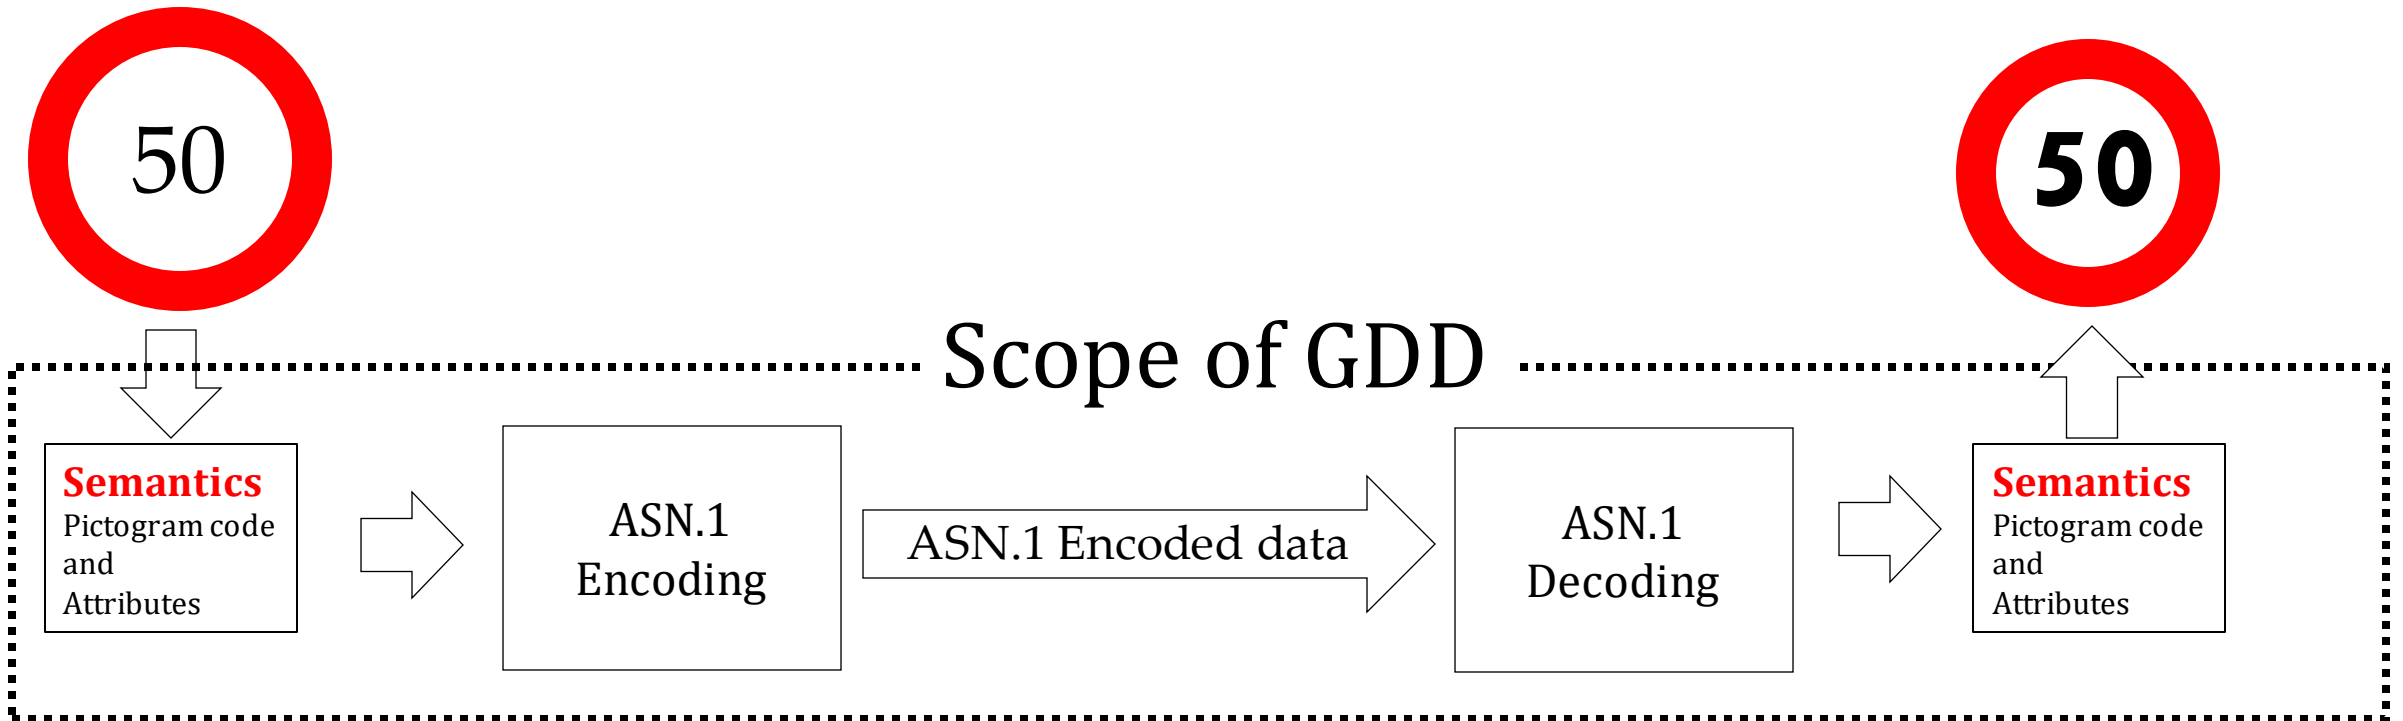 50
50
Scope of GDD
Semantics
Pictogram code
and
Attributes
ASN.1
Encoding
ASN.1 Encoded data
ASN.1
Decoding
Semantics
Pictogram code
and
Attributes